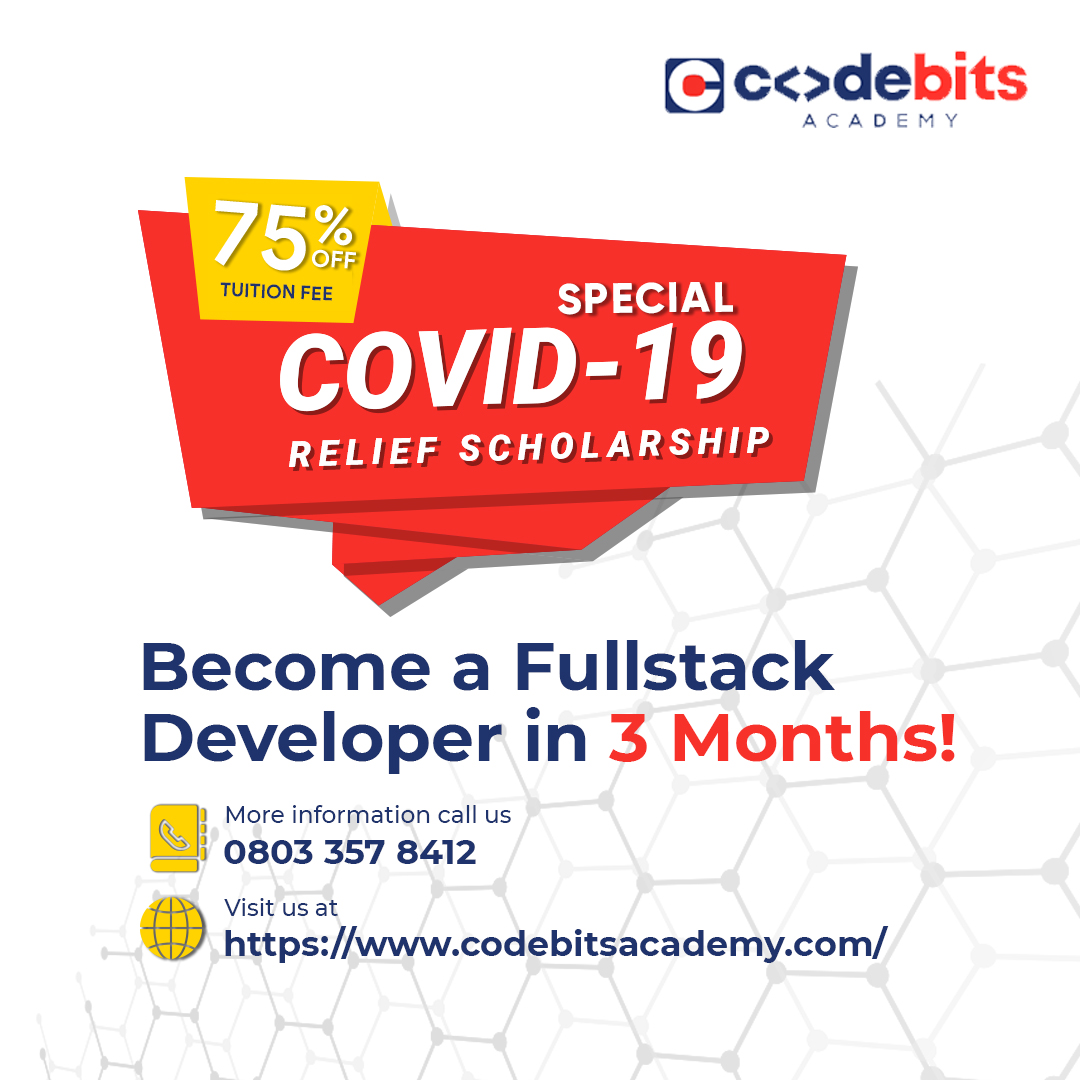 c<>debits
ACADEMY
75% OFF
TUITION FEE
SPECIAL
COVID-19
RELIEF SCHOLARSHIP
Become a Fullstack
Developer in 3 Months!
More information call us
0803 357 8412
Visit us at
https://www.codebitsacademy.com/